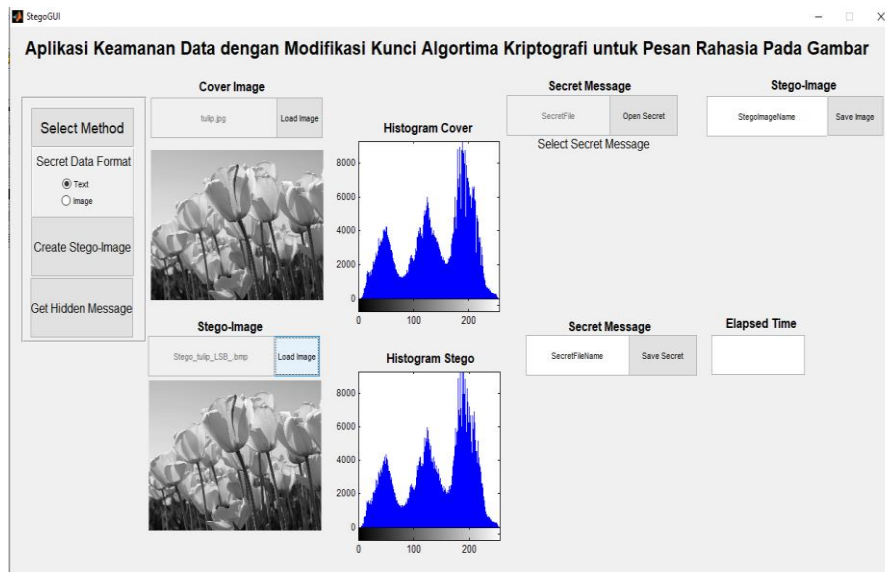 StegoGUI
Aplikasi Keamanan Data dengan Modifikasi Kunci Algortima Kriptografi untuk Pesan Rahasia Pada Gambar
Select Method
Secret Data Format
Text
Image
Create Stego-Image
Get Hidden Message
Cover Image
tulip.jpg
Load Image
Histogram Cover
8000
6000
4000
2000
0
0 100 200
Secret Message
SecretFile
Open Secret
Select Secret Message
Stego-Image
StegoImageName
Save Image
Stego-Image
Stego_tulip_LSB_.bmp
Load Image
Histogram Stego
8000
6000
4000
2000
0
0 100 200
Secret Message
SecretFileName
Save Secret
Elapsed Time